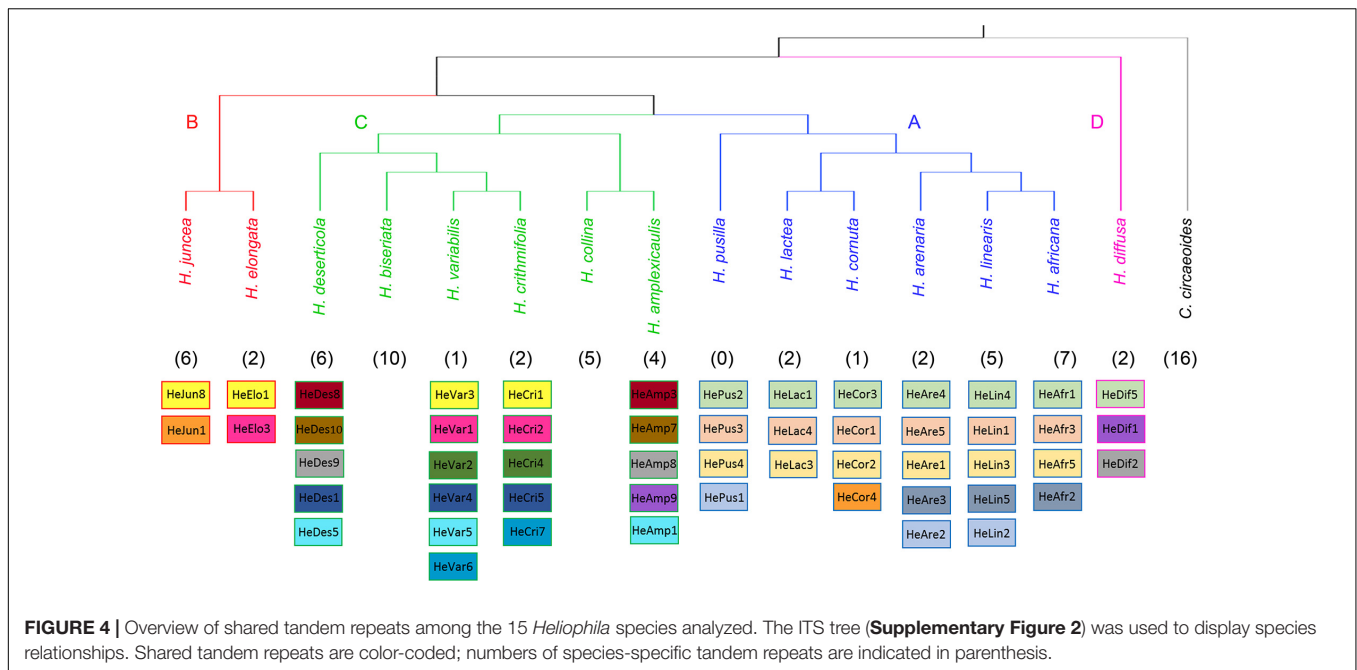 B
C
A
D
H. juncea
H. elongata
H. deserticola
H. biseriata
H. variabilis
H. crithmifolia
H. collina
H. amplexicaulis
H. pusilla
H. lactea
H. cornuta
H. arenaria
H. linearis
H. africana
H. diffusa
C. circaeoides
(6) (2) (6) (10) (1) (2) (5) (4) (0) (2) (1) (2) (5) (7) (2) (16)
HeJun8 HeElo1 HeDes8 HeVar3 HeCri1 HeAmp3 HePus2 HeLac1 HeCor3 HeAre4 HeLin4 HeAfr1 HeDif5
HeJun1 HeElo3 HeDes10 HeVar1 HeCri2 HeAmp7 HePus3 HeLac4 HeCor1 HeAre5 HeLin1 HeAfr3 HeDif1
HeDes9 HeVar2 HeCri4 HeAmp8 HePus4 HeLac3 HeCor2 HeAre1 HeLin3 HeAfr5 HeDif2
HeDes1 HeVar4 HeCri5 HeAmp9 HePus1 HeCor4 HeAre3 HeLin5 HeAfr2
HeDes5 HeVar5 HeCri7 HeAmp1 HeAre2 HeLin2
HeVar6
FIGURE 4 | Overview of shared tandem repeats among the 15 Heliophila species analyzed. The ITS tree (Supplementary Figure 2) was used to display species
relationships. Shared tandem repeats are color-coded; numbers of species-specific tandem repeats are indicated in parenthesis.